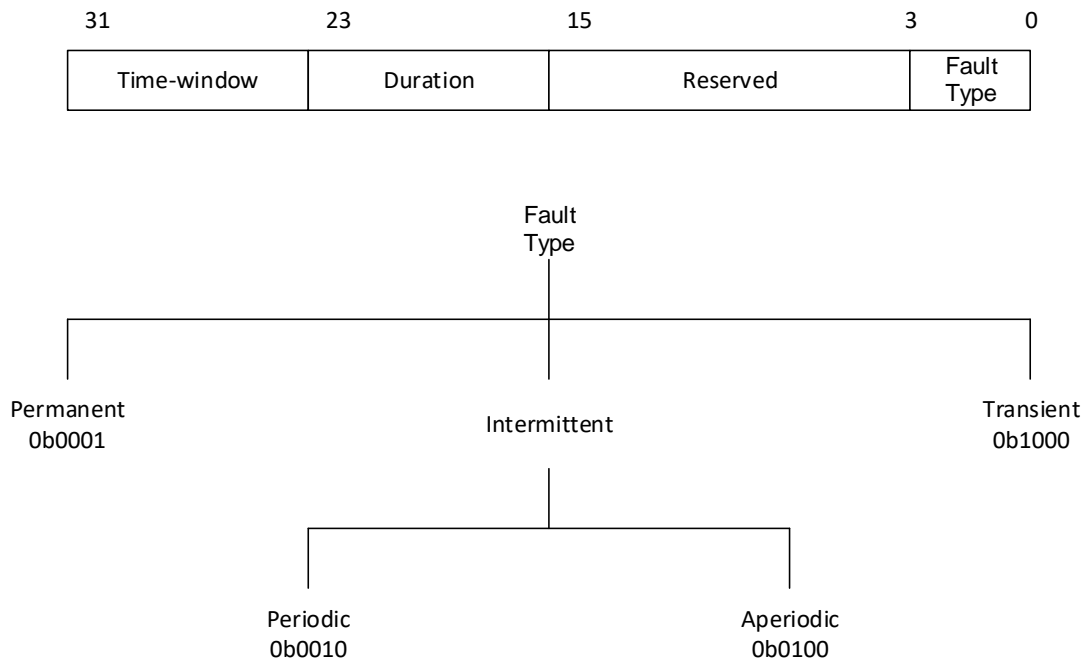 31 23 15 3 0
Time-window Duration Reserved Fault
Type
Fault
Type
Permanent
0b0001
Intermittent
Transient
0b1000
Periodic
0b0010
Aperiodic
0b0100